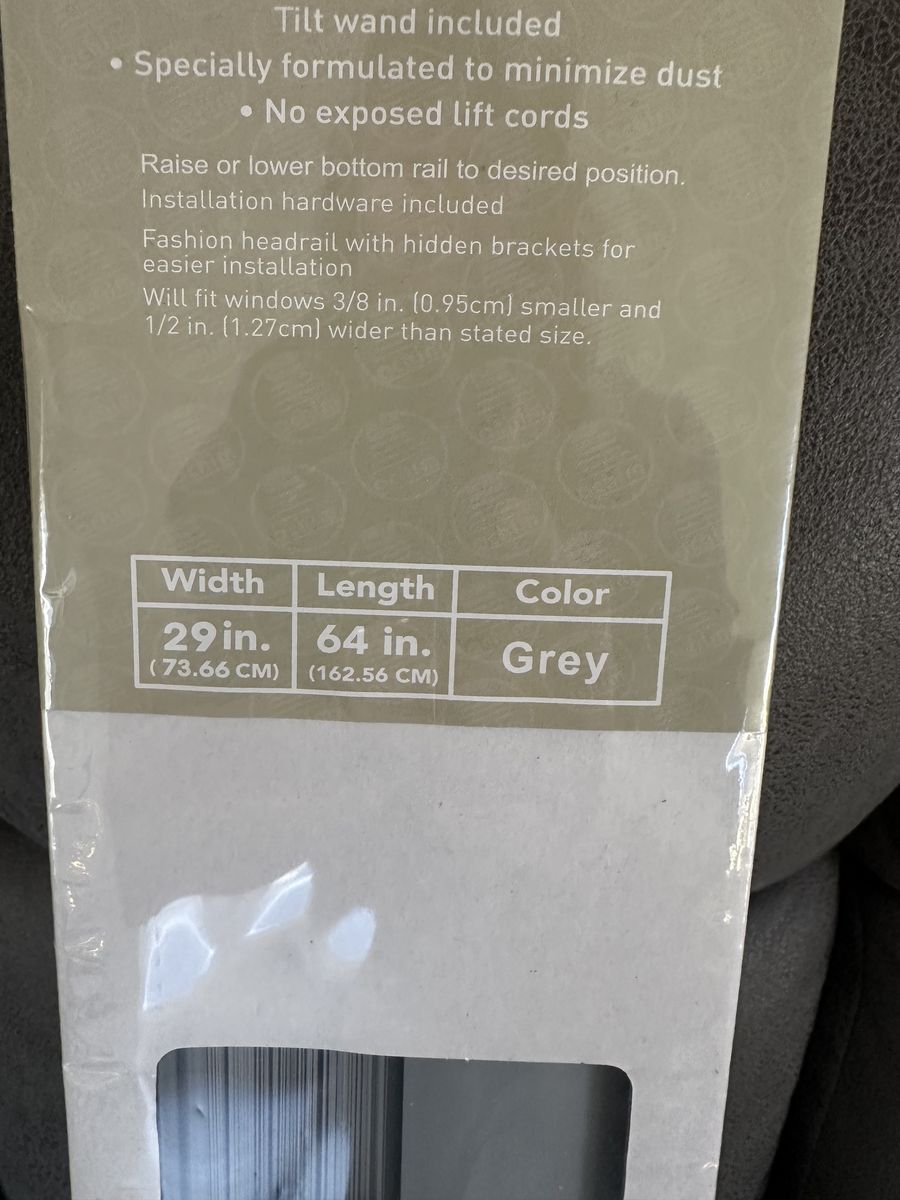 Tilt wand included
• Specially formulated to minimize dust
• No exposed lift cords
Raise or lower bottom rail to desired position.
Installation hardware included
Fashion headrail with hidden brackets for
easier installation
Will fit windows 3/8 in. (0.95cm) smaller and
1/2 in. (1.27cm) wider than stated size.
Width Length Color
29 in. 64 in. Grey
(73.66 CM) (162.56 CM)